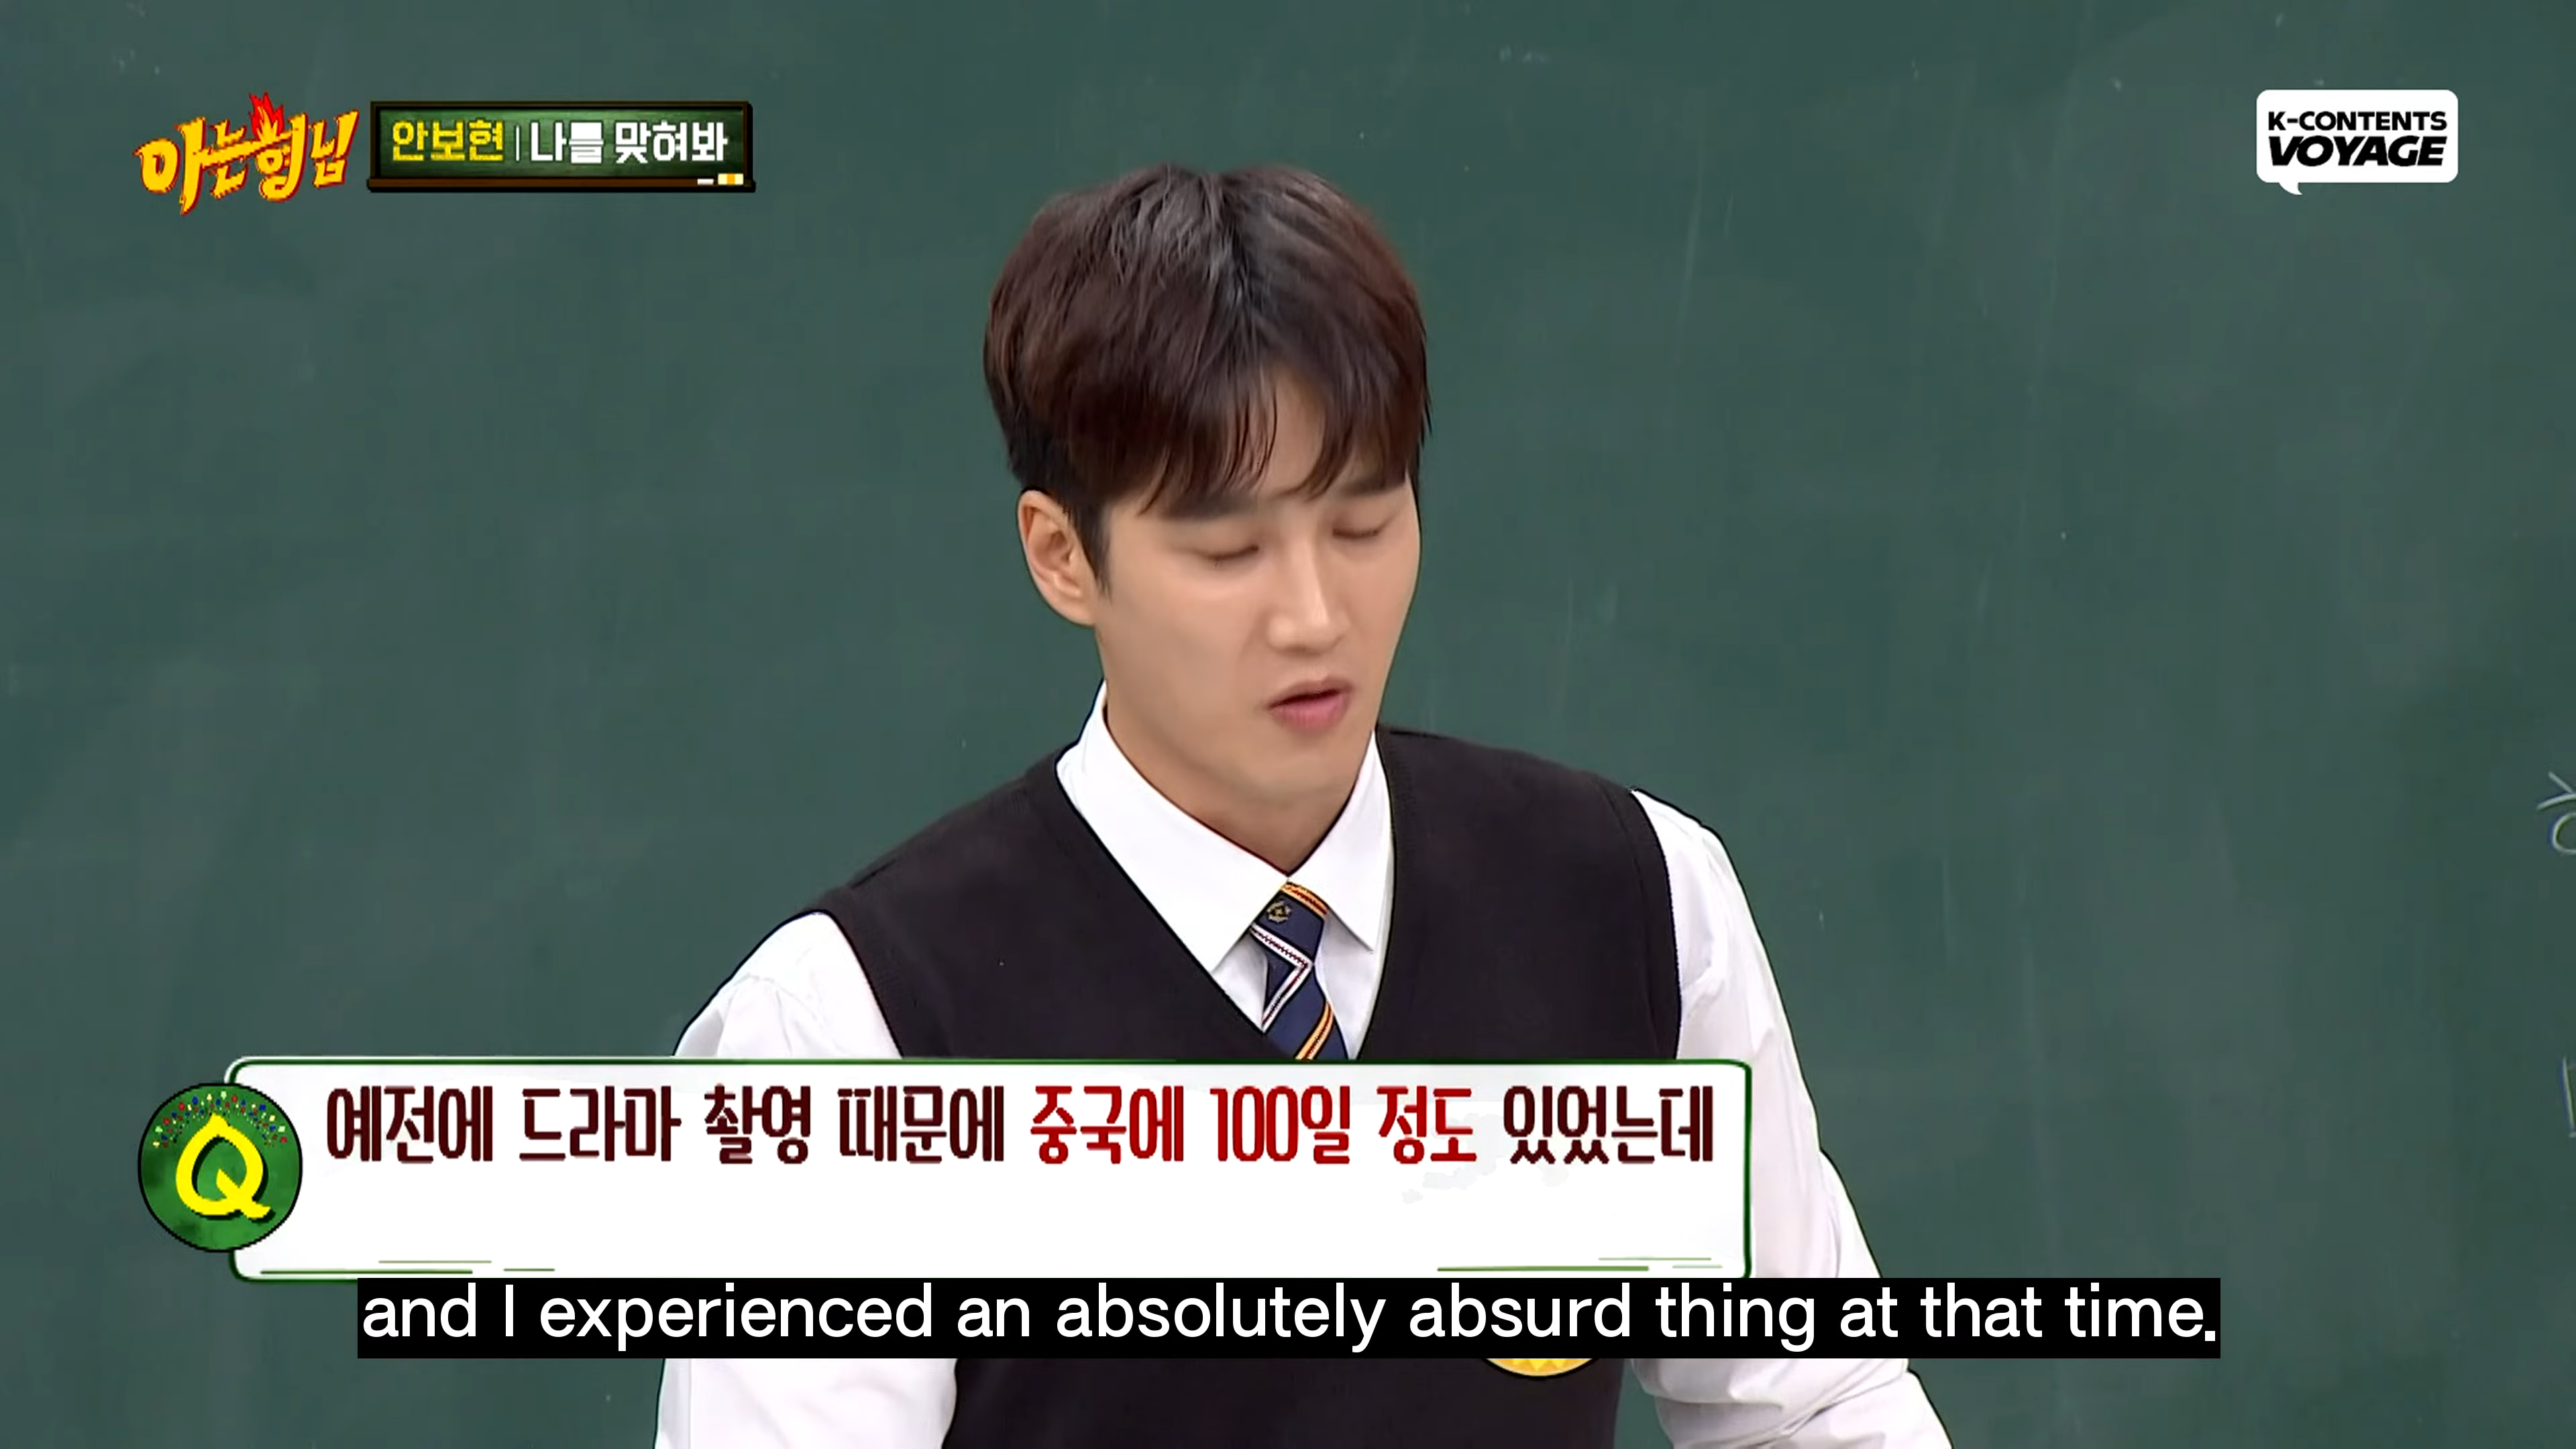 아는형님
안보현 | 나를 맞혀봐
K-CONTENTS
VOYAGE
Q
예전에 드라마 촬영 때문에 중국에 100일 정도 있었는데
and I experienced an absolutely absurd thing at that time.